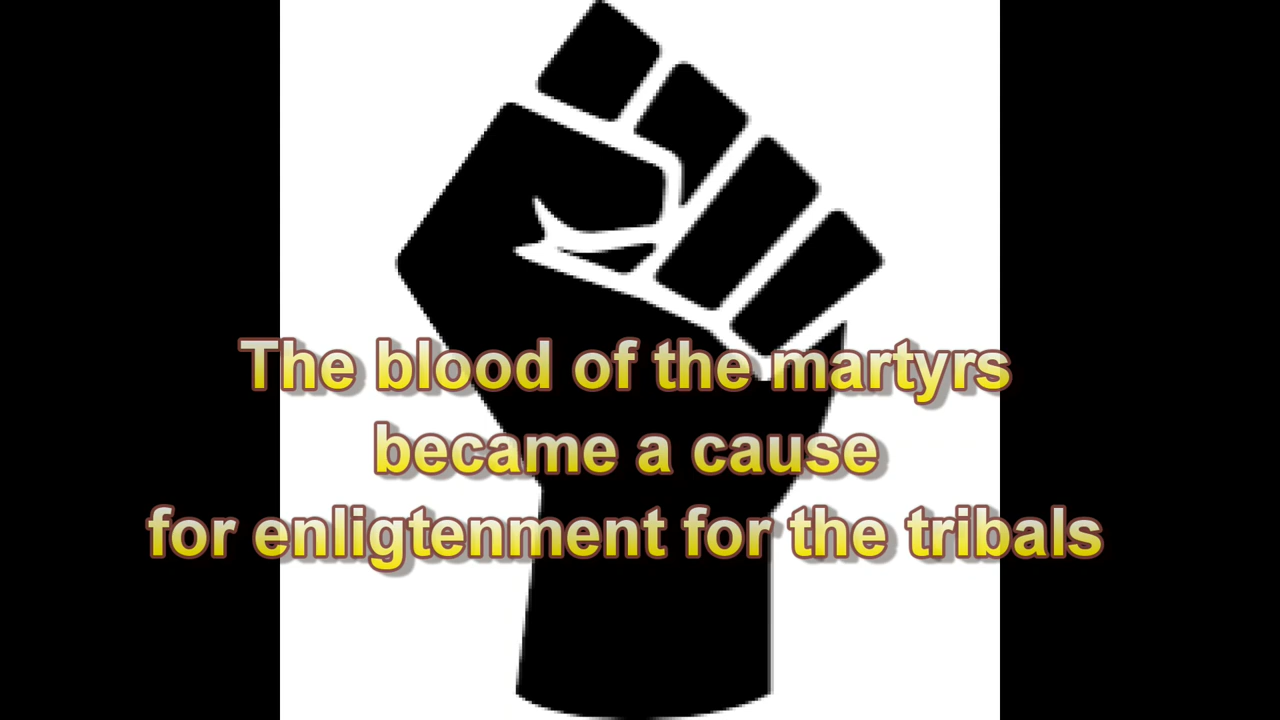 The blood of the martyrs
became a cause
for enligtenment for the tribals